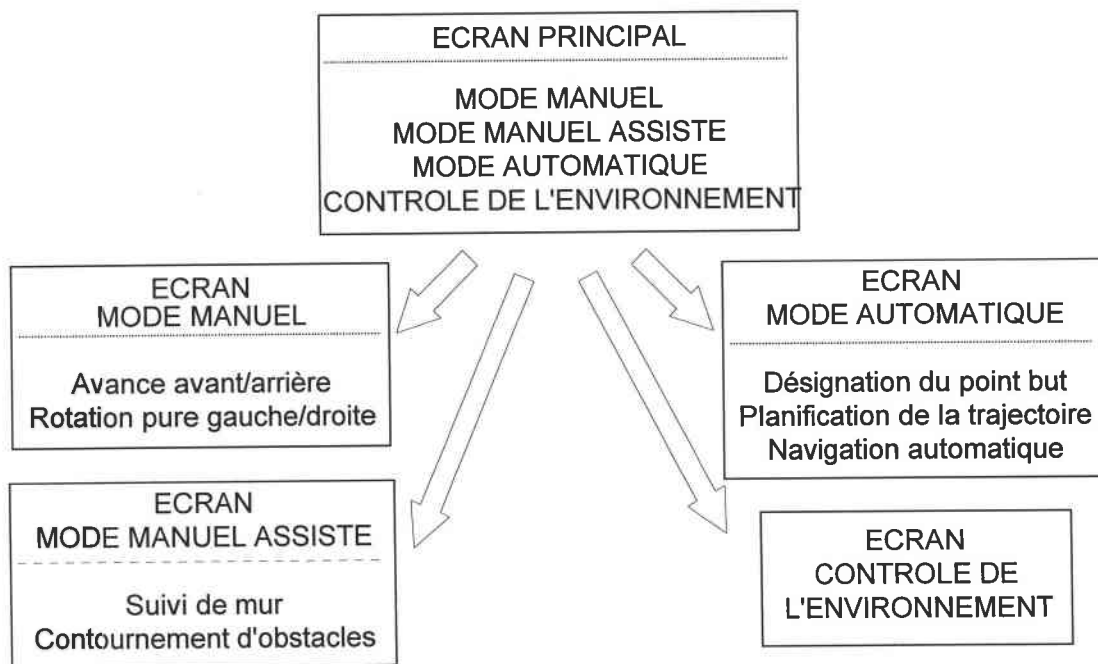 ECRAN PRINCIPAL
MODE MANUEL
MODE MANUEL ASSISTE
MODE AUTOMATIQUE
CONTROLE DE L'ENVIRONNEMENT
ECRAN
MODE MANUEL
Avance avant/arrière
Rotation pure gauche/droite
ECRAN
MODE AUTOMATIQUE
Désignation du point but
Planification de la trajectoire
Navigation automatique
ECRAN
MODE MANUEL ASSISTE
Suivi de mur
Contournement d'obstacles
ECRAN
CONTROLE DE
L'ENVIRONNEMENT